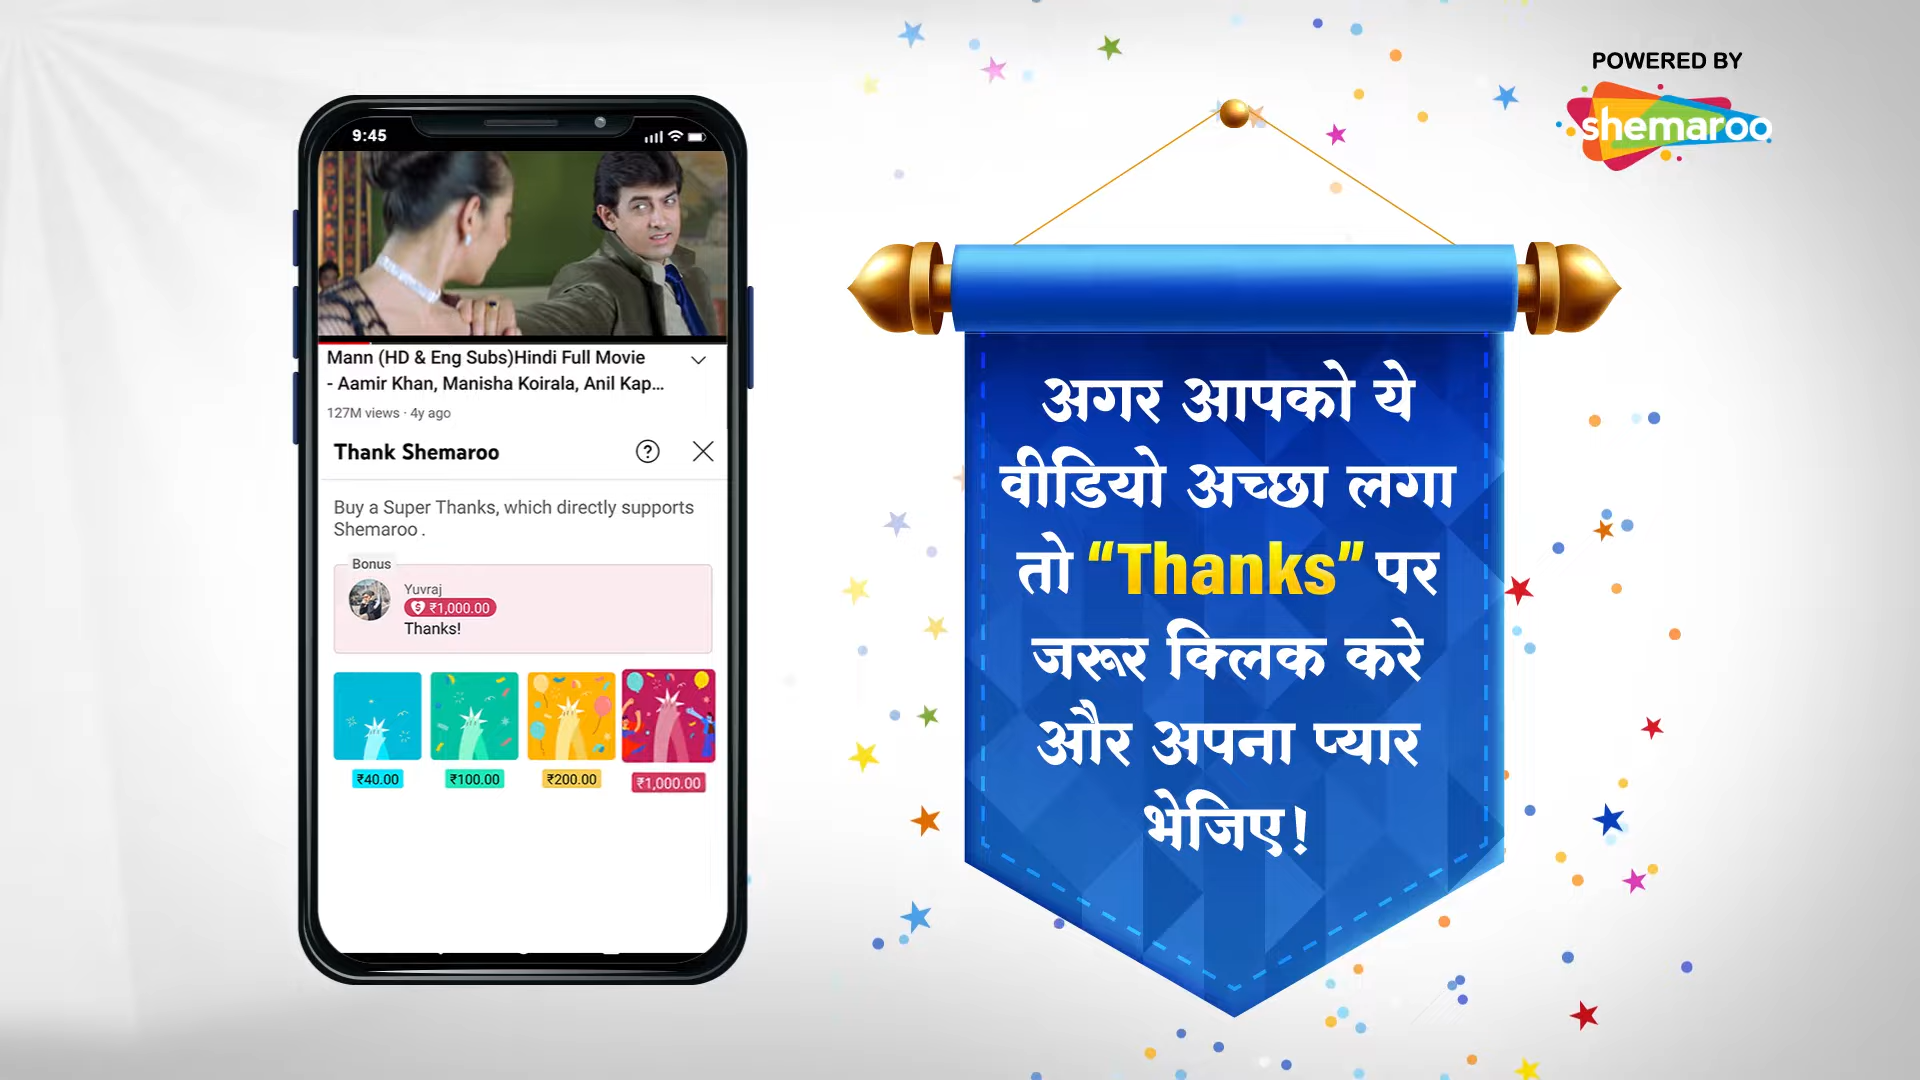 POWERED BY
shemaroo
9:45
Mann (HD & Eng Subs)Hindi Full Movie
- Aamir Khan, Manisha Koirala, Anil Kap...
127M views · 4y ago
Thank Shemaroo
Buy a Super Thanks, which directly supports
Shemaroo .
Bonus
Yuvraj
₹1,000.00
Thanks!
₹40.00 ₹100.00 ₹200.00 ₹1,000.00
अगर आपको ये
वीडियो अच्छा लगा
तो “Thanks” पर
जरूर क्लिक करे
और अपना प्यार
भेजिए!